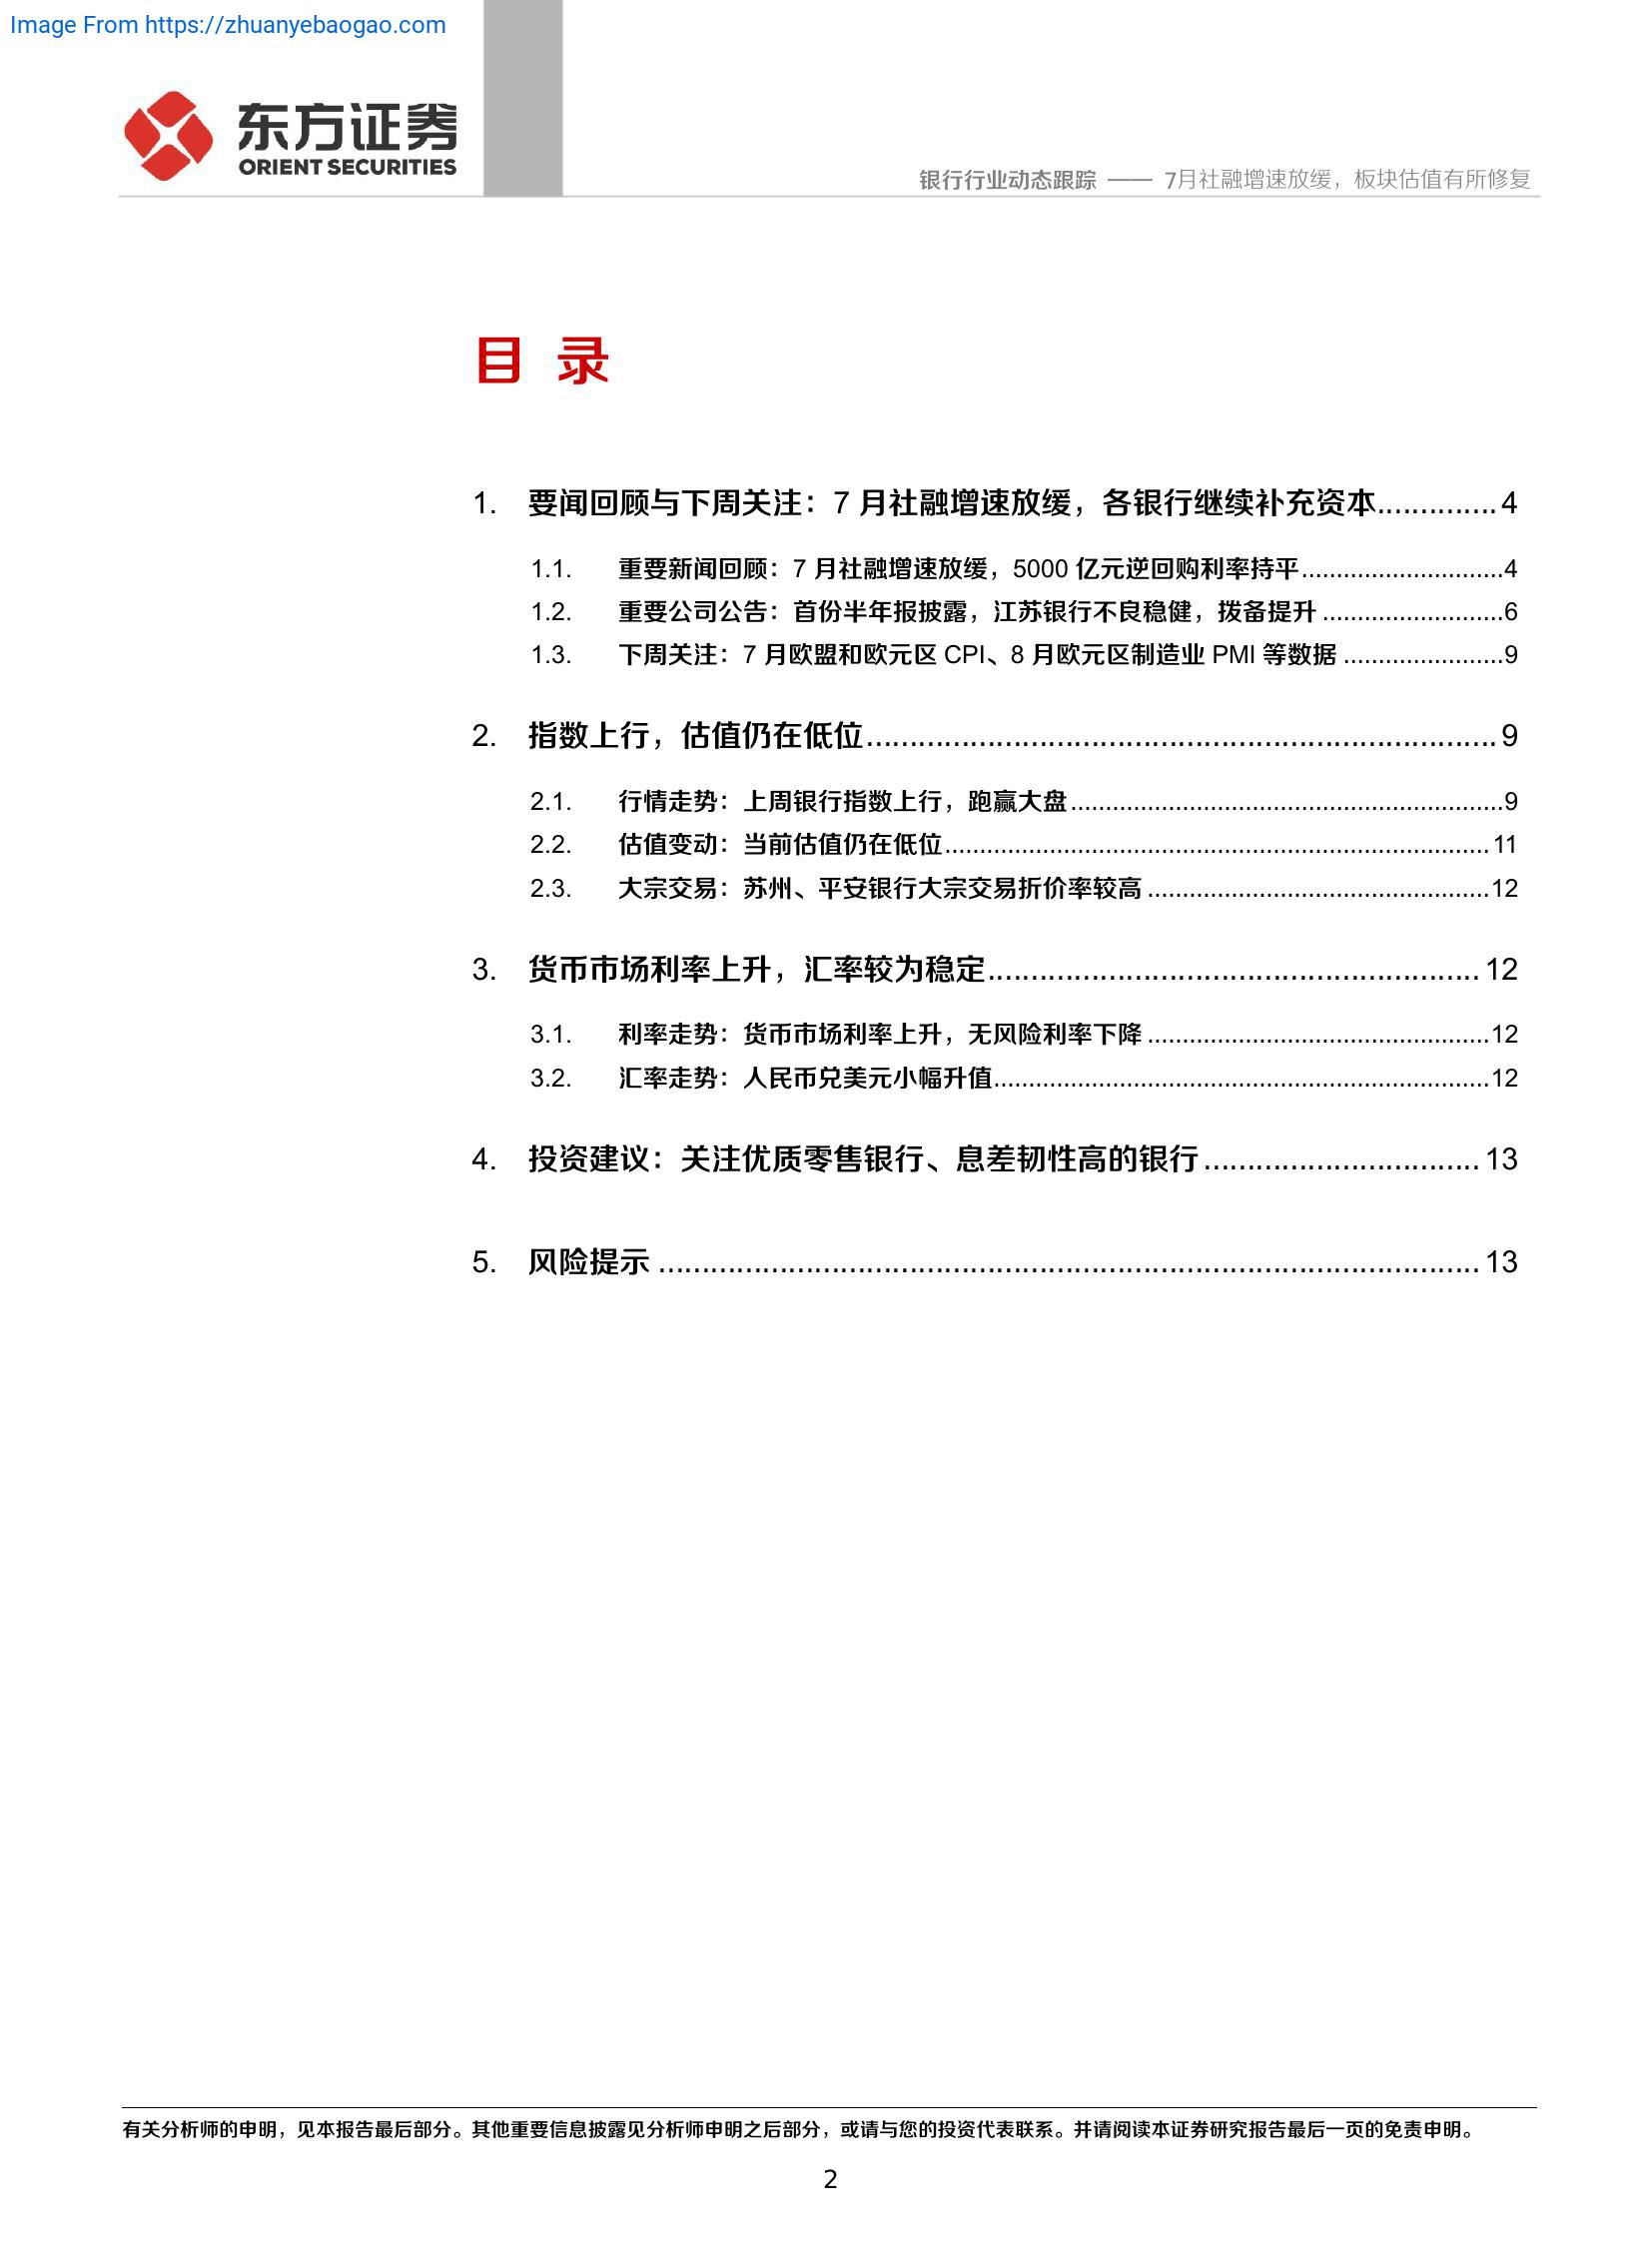 Image From https://zhuanyebaogao.com
东方证券
ORIENT SECURITIES
银行行业动态跟踪 —— 7月社融增速放缓，板块估值有所修复
目 录
1. 要闻回顾与下周关注：7 月社融增速放缓，各银行继续补充资本.............4
1.1. 重要新闻回顾：7 月社融增速放缓，5000 亿元逆回购利率持平.............................4
1.2. 重要公司公告：首份半年报披露，江苏银行不良稳健，拨备提升..........................6
1.3. 下周关注：7 月欧盟和欧元区 CPI、8 月欧元区制造业 PMI 等数据.......................9
2. 指数上行，估值仍在低位.......................................................................9
2.1. 行情走势：上周银行指数上行，跑赢大盘..............................................................9
2.2. 估值变动：当前估值仍在低位..............................................................................11
2.3. 大宗交易：苏州、平安银行大宗交易折价率较高.................................................12
3. 货币市场利率上升，汇率较为稳定.......................................................12
3.1. 利率走势：货币市场利率上升，无风险利率下降.................................................12
3.2. 汇率走势：人民币兑美元小幅升值.......................................................................12
4. 投资建议：关注优质零售银行、息差韧性高的银行...............................13
5. 风险提示.............................................................................................13
有关分析师的申明，见本报告最后部分。其他重要信息披露见分析师申明之后部分，或请与您的投资代表联系。并请阅读本证券研究报告最后一页的免责申明。
2